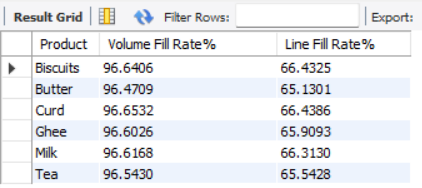 Result Grid Filter Rows: Export:
Product Volume Fill Rate% Line Fill Rate%
Biscuits 96.6406 66.4325
Butter 96.4709 65.1301
Curd 96.6532 66.4386
Ghee 96.6026 65.9093
Milk 96.6168 66.3130
Tea 96.5430 65.5428